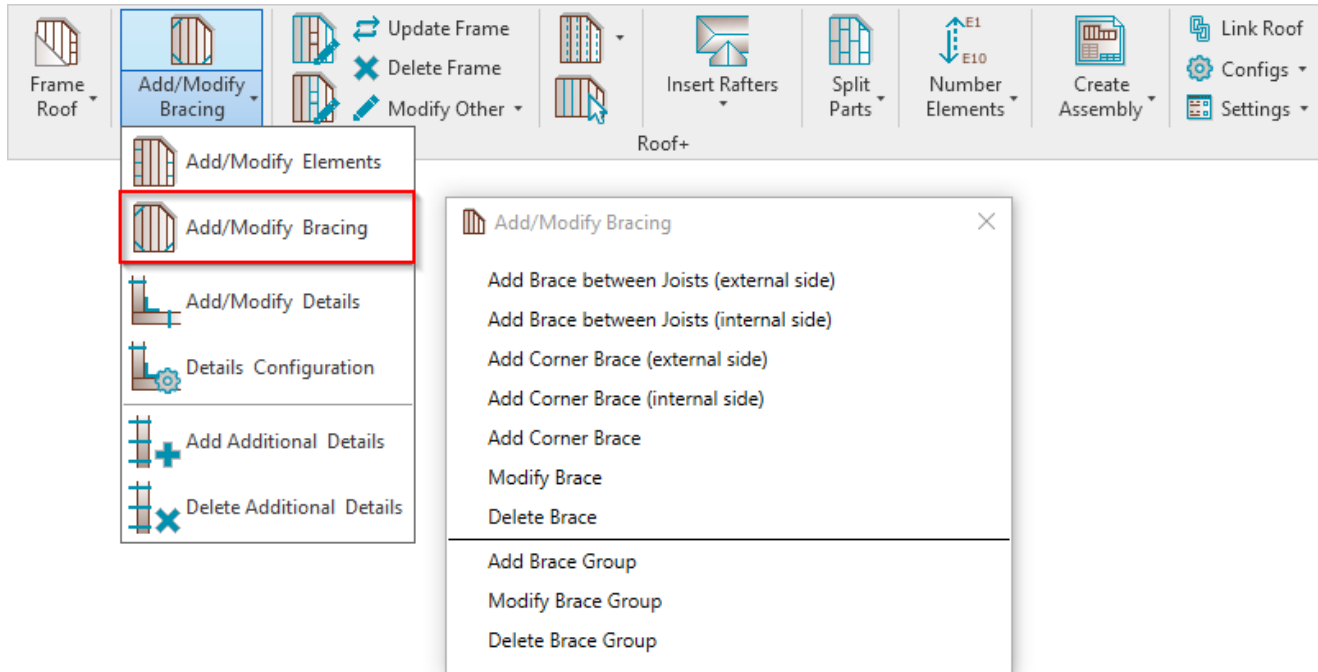 Frame
Roof
Add/Modify
Bracing
Update Frame
Delete Frame
Modify Other
Insert Rafters
Split
Parts
E1
E10
Number
Elements
Create
Assembly
Link Roof
Configs
Settings
Roof+
Add/Modify Elements
Add/Modify Bracing
Add/Modify Details
Details Configuration
Add Additional Details
Delete Additional Details
Add/Modify Bracing
Add Brace between Joists (external side)
Add Brace between Joists (internal side)
Add Corner Brace (external side)
Add Corner Brace (internal side)
Add Corner Brace
Modify Brace
Delete Brace
Add Brace Group
Modify Brace Group
Delete Brace Group